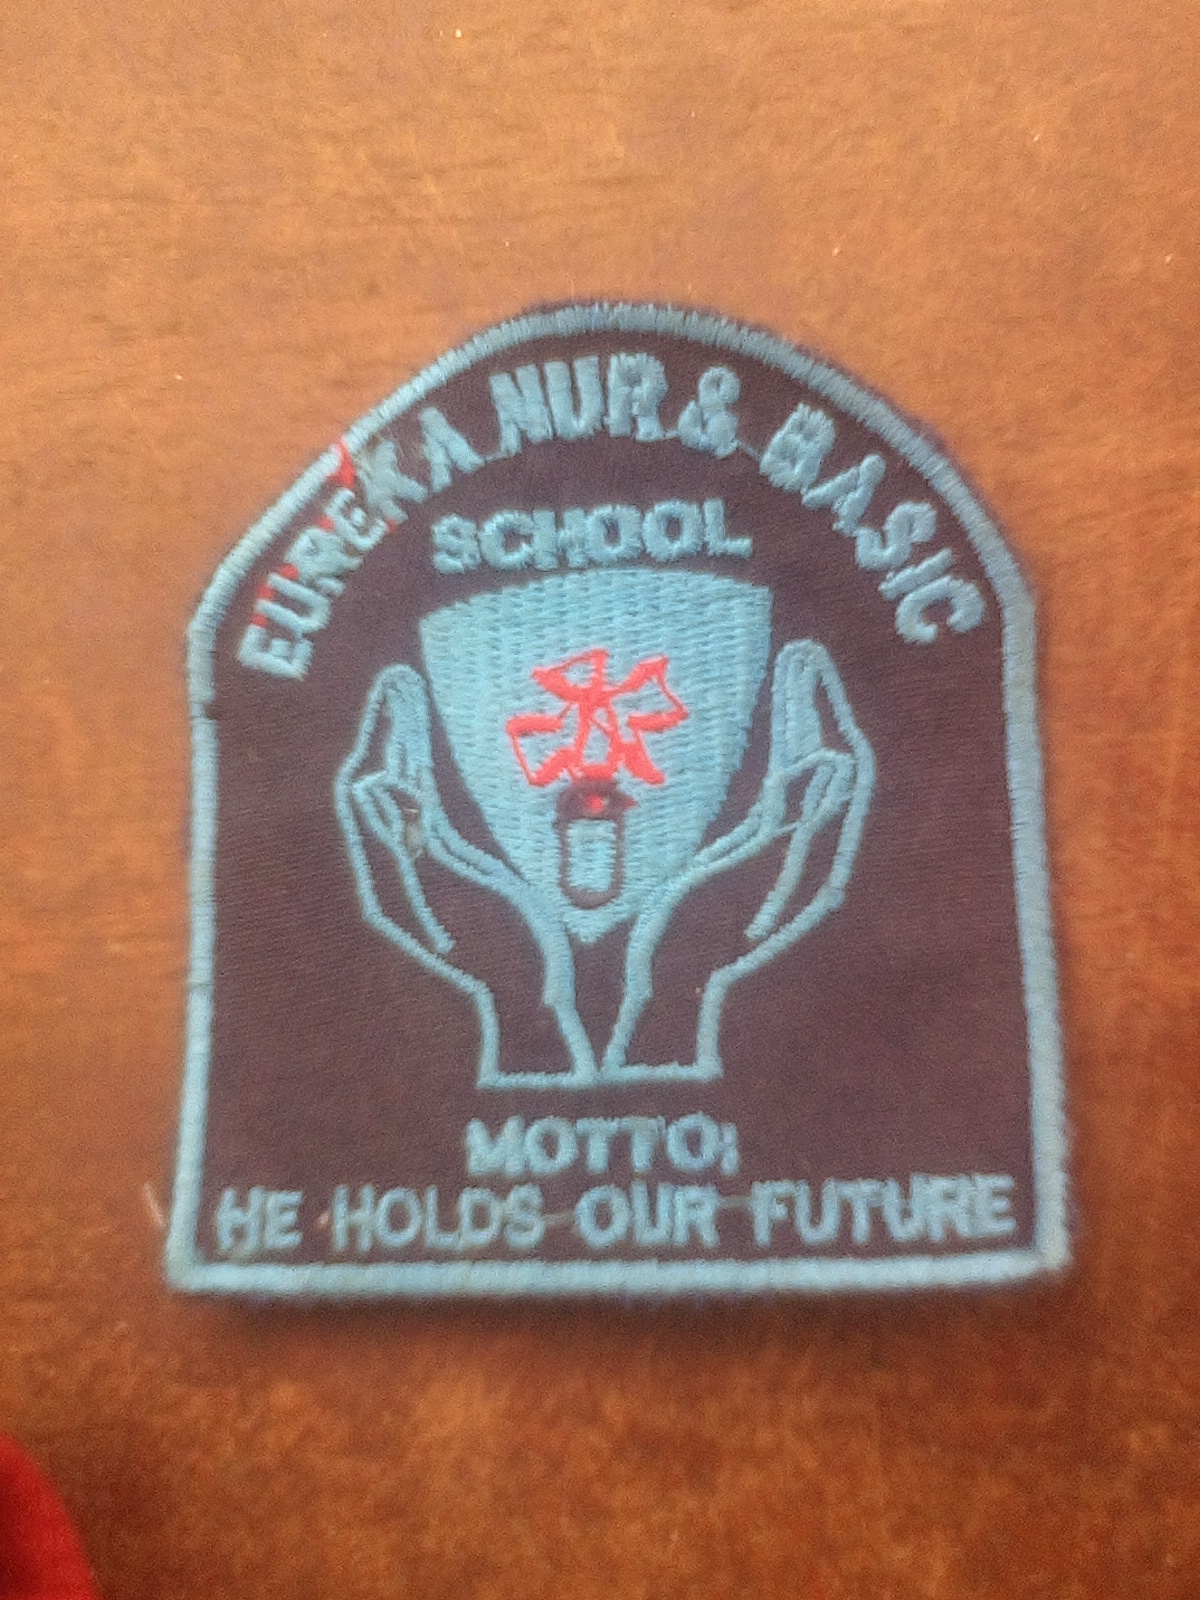 EUREKA NUR & BASIC
SCHOOL
MOTTO:
HE HOLDS OUR FUTURE